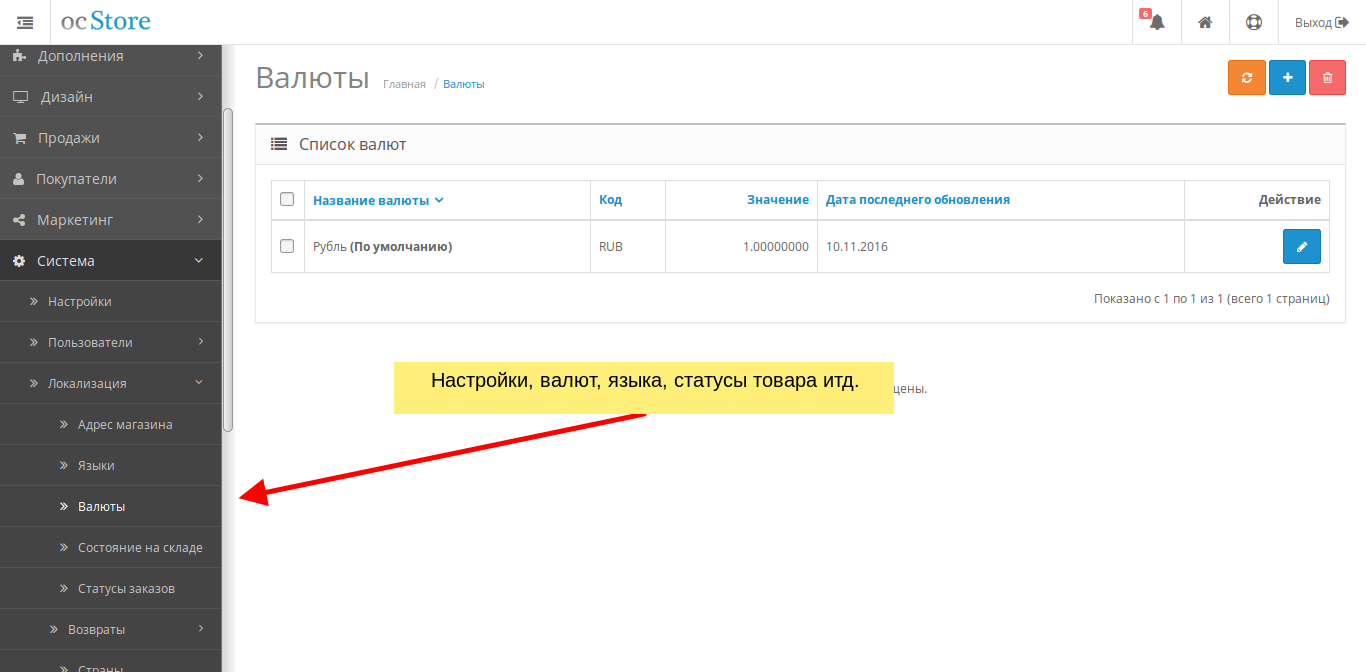 oc Store
6
Выход
Дополнения
Дизайн
Продажи
Покупатели
Маркетинг
Система
Настройки
Пользователи
Локализация
Адрес магазина
Языки
Валюты
Состояние на складе
Статусы заказов
Возвраты
Страны
Валюты
Главная / Валюты
Список валют
Название валюты Код Значение Дата последнего обновления Действие
Рубль (По умолчанию) RUB 1.00000000 10.11.2016
Показано с 1 по 1 из 1 (всего 1 страниц)
Настройки, валют, языка, статусы товара итд.
цены.